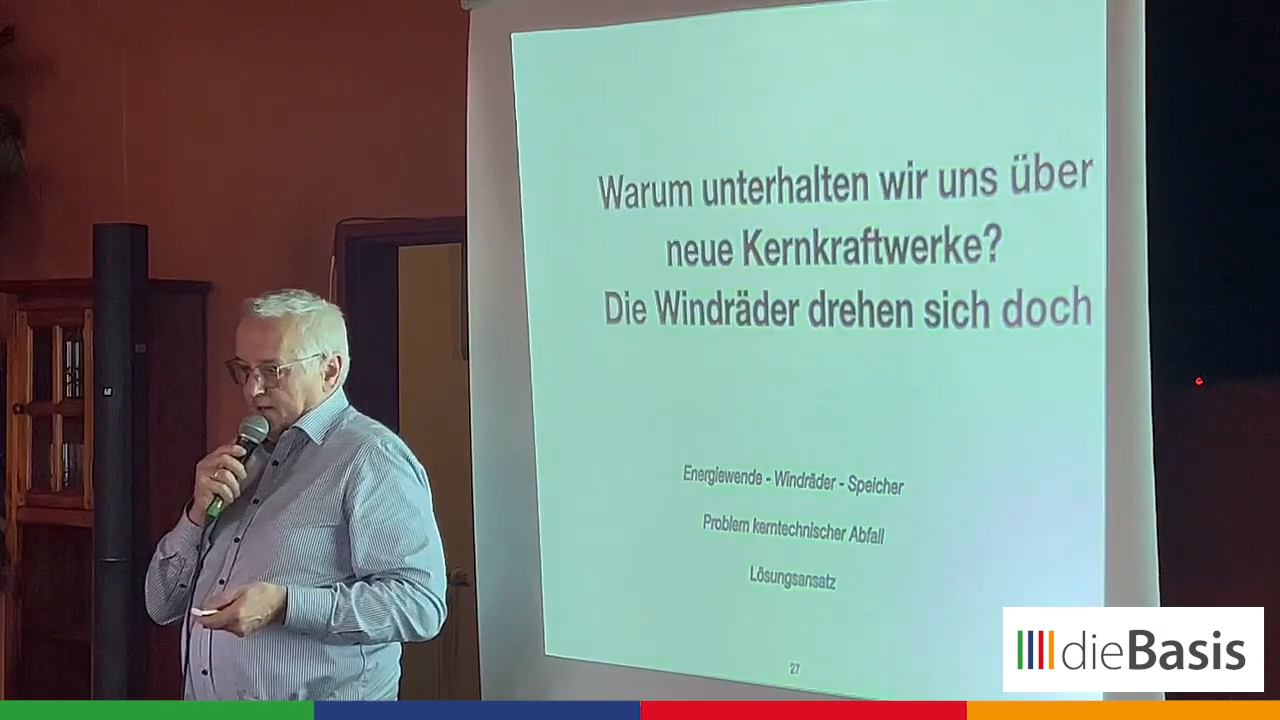 Warum unterhalten wir uns über
neue Kernkraftwerke?
Die Windräder drehen sich doch
Energiewende - Windräder - Speicher
Problem kerntechnischer Abfall
Lösungsansatz
27
dieBasis